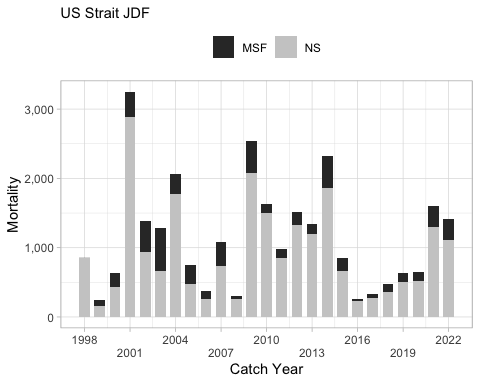 US Strait JDF
MSF NS
3,000
2,000
1,000
0
Mortality
1998 2004 2010 2016 2022
2001 2007 2013 2019
Catch Year